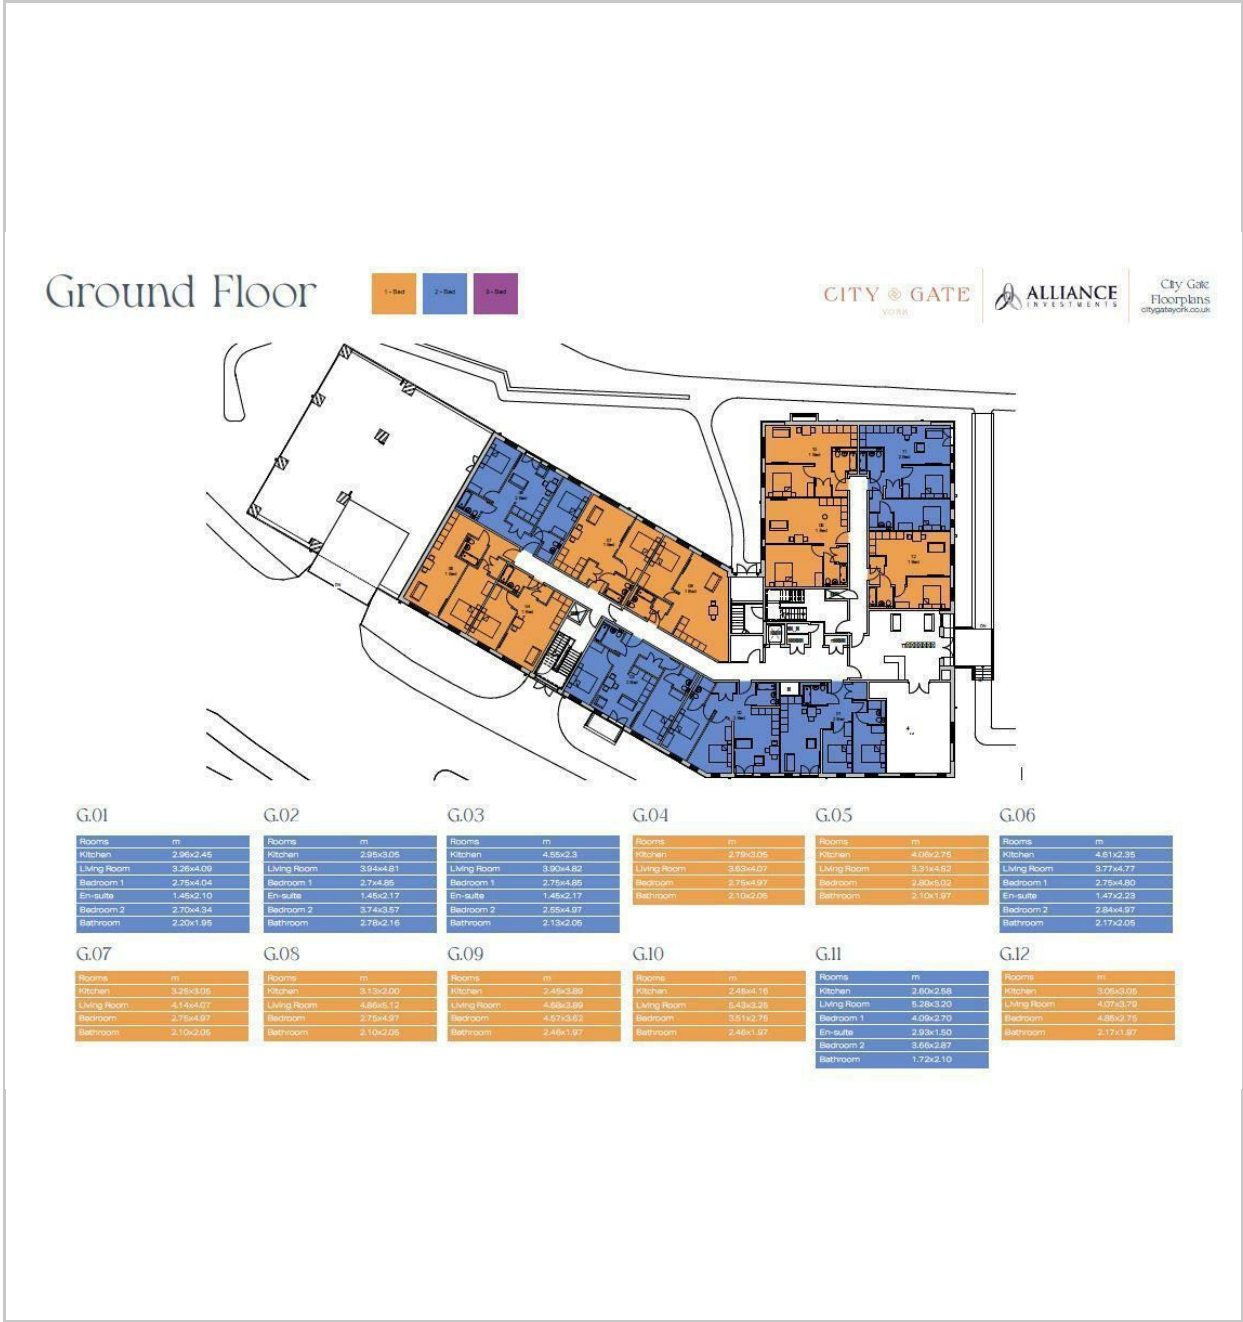 Ground Floor
1 - Bed
2 - Bed
3 - Bed
CITY GATE
YORK
ALLIANCE
INVESTMENTS
City Gate
Floorplans
citygateyork.co.uk
G.01
Rooms m
Kitchen 2.96x2.45
Living Room 3.26x4.09
Bedroom 1 2.75x4.04
En-suite 1.45x2.10
Bedroom 2 2.70x4.34
Bathroom 2.20x1.95
G.02
Rooms m
Kitchen 2.95x3.05
Living Room 3.94x4.81
Bedroom 1 2.7x4.85
En-suite 1.45x2.17
Bedroom 2 3.74x3.57
Bathroom 2.78x2.16
G.03
Rooms m
Kitchen 4.55x2.3
Living Room 3.90x4.82
Bedroom 1 2.75x4.85
En-suite 1.45x2.17
Bedroom 2 2.55x4.97
Bathroom 2.13x2.05
G.04
Rooms m
Kitchen 2.79x3.05
Living Room 3.63x4.07
Bedroom 2.75x4.97
Bathroom 2.10x2.05
G.05
Rooms m
Kitchen 4.06x2.75
Living Room 3.31x4.52
Bedroom 2.80x5.02
Bathroom 2.10x1.97
G.06
Rooms m
Kitchen 4.61x2.35
Living Room 3.77x4.77
Bedroom 1 2.75x4.80
En-suite 1.47x2.23
Bedroom 2 2.84x4.97
Bathroom 2.17x2.05
G.07
Rooms m
Kitchen 3.25x3.05
Living Room 4.14x4.07
Bedroom 2.75x4.97
Bathroom 2.10x2.05
G.08
Rooms m
Kitchen 3.13x2.00
Living Room 4.86x5.12
Bedroom 2.75x4.97
Bathroom 2.10x2.05
G.09
Rooms m
Kitchen 2.45x3.89
Living Room 4.68x3.89
Bedroom 4.57x3.62
Bathroom 2.46x1.97
G.10
Rooms m
Kitchen 2.45x4.16
Living Room 5.43x3.25
Bedroom 3.51x2.75
Bathroom 2.46x1.97
G.11
Rooms m
Kitchen 2.60x2.58
Living Room 5.28x3.20
Bedroom 1 4.09x2.70
En-suite 2.93x1.50
Bedroom 2 3.66x2.87
Bathroom 1.72x2.10
G.12
Rooms m
Kitchen 3.05x3.05
Living Room 4.07x3.79
Bedroom 4.85x2.75
Bathroom 2.17x1.97